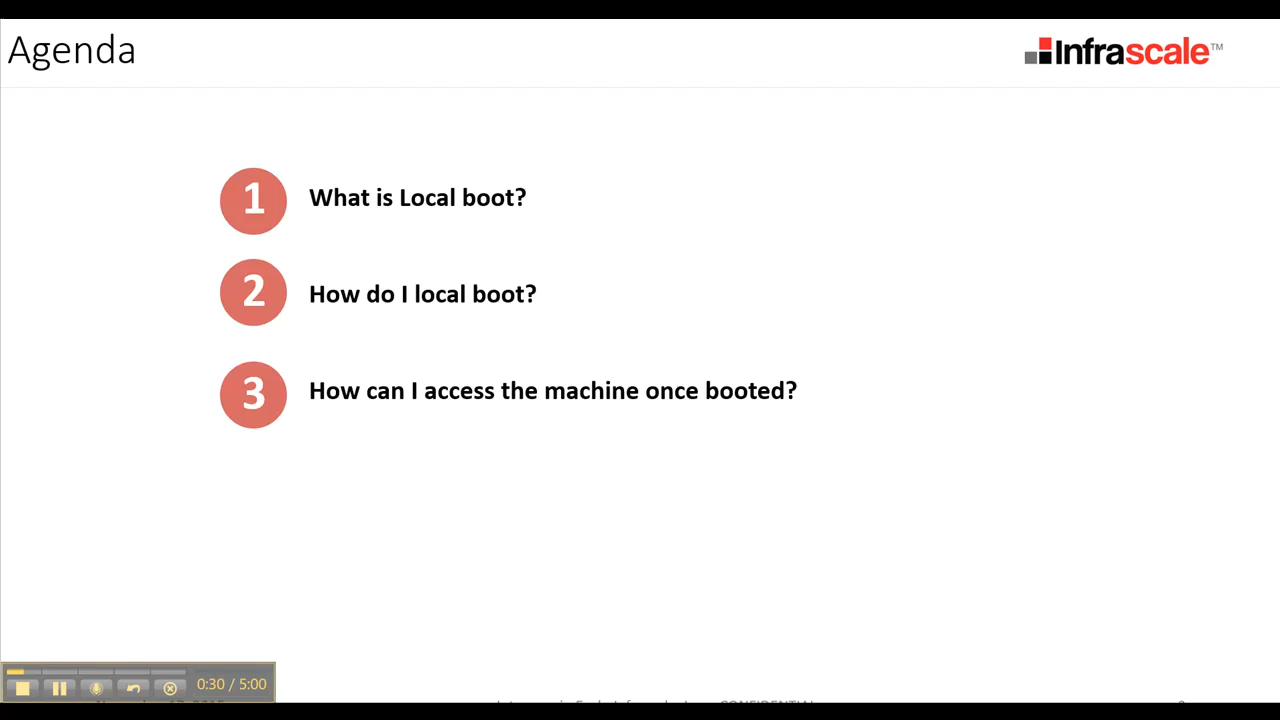 Agenda
Infrascale™
1 What is Local boot?
2 How do I local boot?
3 How can I access the machine once booted?
0:30 / 5:00